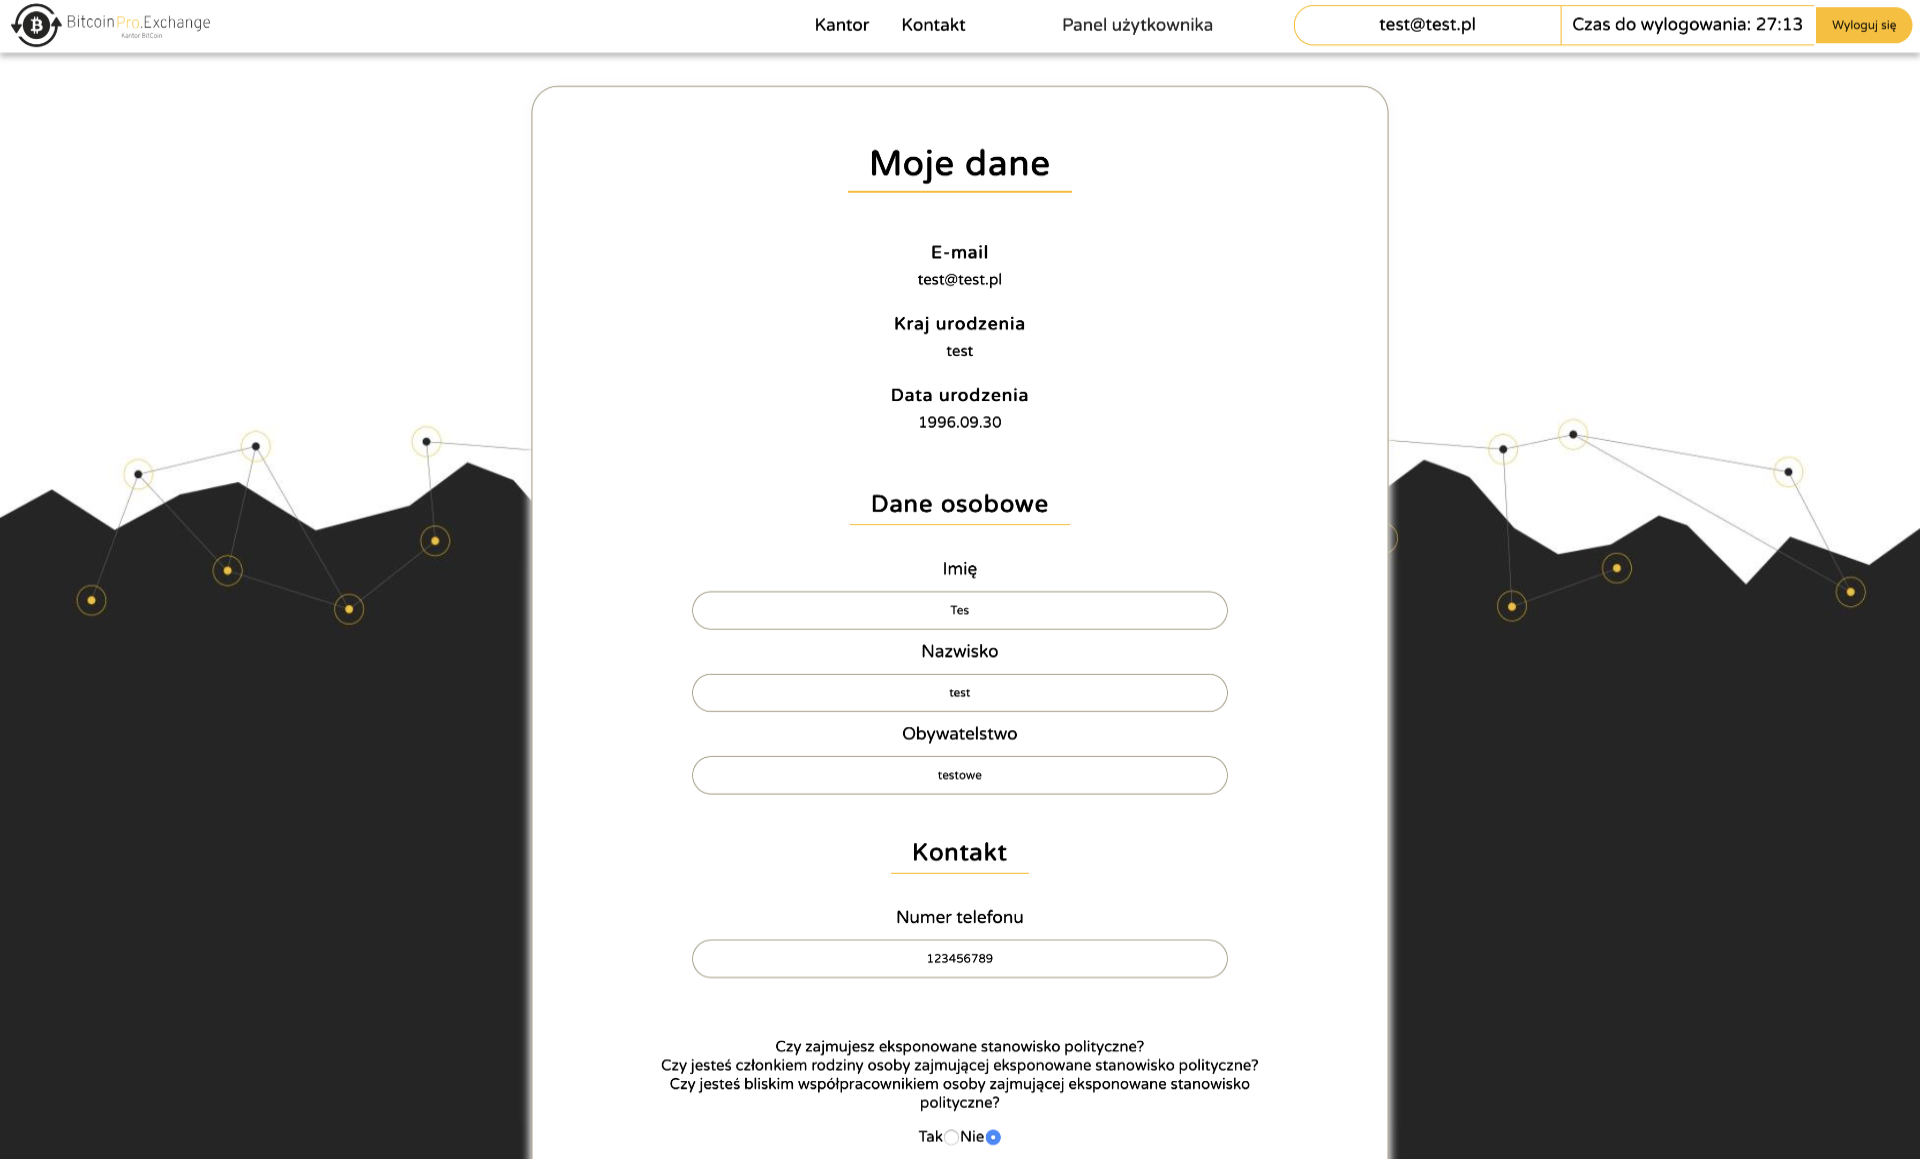 BitcoinPro.Exchange
Kantor BitCoin
Kantor
Kontakt
Panel użytkownika
test@test.pl
Czas do wylogowania: 27:13
Wyloguj się
Moje dane
E-mail
test@test.pl
Kraj urodzenia
test
Data urodzenia
1996.09.30
Dane osobowe
Imię
Tes
Nazwisko
test
Obywatelstwo
testowe
Kontakt
Numer telefonu
123456789
Czy zajmujesz eksponowane stanowisko polityczne?
Czy jesteś członkiem rodziny osoby zajmującej eksponowane stanowisko polityczne?
Czy jesteś bliskim współpracownikiem osoby zajmującej eksponowane stanowisko
polityczne?
Tak Nie